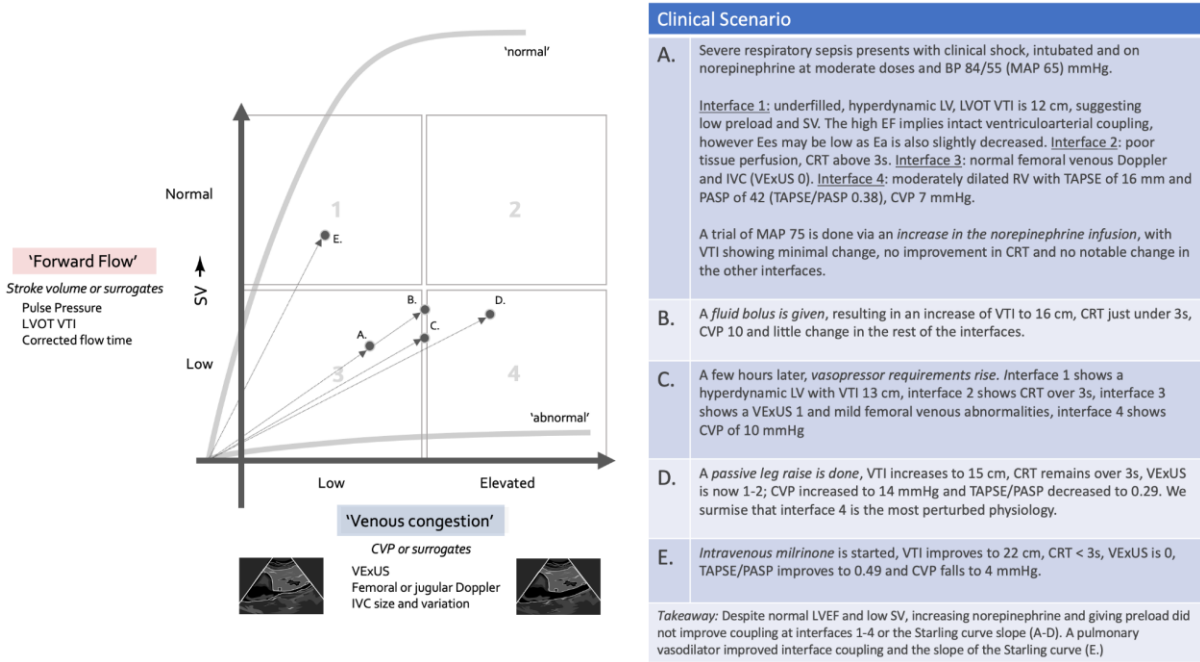 'normal'
Normal
1
2
E.
'Forward Flow'
Stroke volume or surrogates
Pulse Pressure
LVOT VTI
Corrected flow time
SV
B.
D.
A.
C.
Low
3
4
'abnormal'
Low
Elevated
'Venous congestion'
CVP or surrogates
VExUS
Femoral or jugular Doppler
IVC size and variation
Clinical Scenario
A.
Severe respiratory sepsis presents with clinical shock, intubated and on
norepinephrine at moderate doses and BP 84/55 (MAP 65) mmHg.
Interface 1: underfilled, hyperdynamic LV, LVOT VTI is 12 cm, suggesting
low preload and SV. The high EF implies intact ventriculoarterial coupling,
however Ees may be low as Ea is also slightly decreased. Interface 2: poor
tissue perfusion, CRT above 3s. Interface 3: normal femoral venous Doppler
and IVC (VExUS 0). Interface 4: moderately dilated RV with TAPSE of 16 mm and
PASP of 42 (TAPSE/PASP 0.38), CVP 7 mmHg.
A trial of MAP 75 is done via an increase in the norepinephrine infusion, with
VTI showing minimal change, no improvement in CRT and no notable change in
the other interfaces.
B.
A fluid bolus is given, resulting in an increase of VTI to 16 cm, CRT just under 3s,
CVP 10 and little change in the rest of the interfaces.
C.
A few hours later, vasopressor requirements rise. Interface 1 shows a
hyperdynamic LV with VTI 13 cm, interface 2 shows CRT over 3s, interface 3
shows a VExUS 1 and mild femoral venous abnormalities, interface 4 shows
CVP of 10 mmHg
D.
A passive leg raise is done, VTI increases to 15 cm, CRT remains over 3s, VExUS
is now 1-2; CVP increased to 14 mmHg and TAPSE/PASP decreased to 0.29. We
surmise that interface 4 is the most perturbed physiology.
E.
Intravenous milrinone is started, VTI improves to 22 cm, CRT < 3s, VExUS is 0,
TAPSE/PASP improves to 0.49 and CVP falls to 4 mmHg.
Takeaway: Despite normal LVEF and low SV, increasing norepinephrine and giving preload did
not improve coupling at interfaces 1-4 or the Starling curve slope (A-D). A pulmonary
vasodilator improved interface coupling and the slope of the Starling curve (E.)